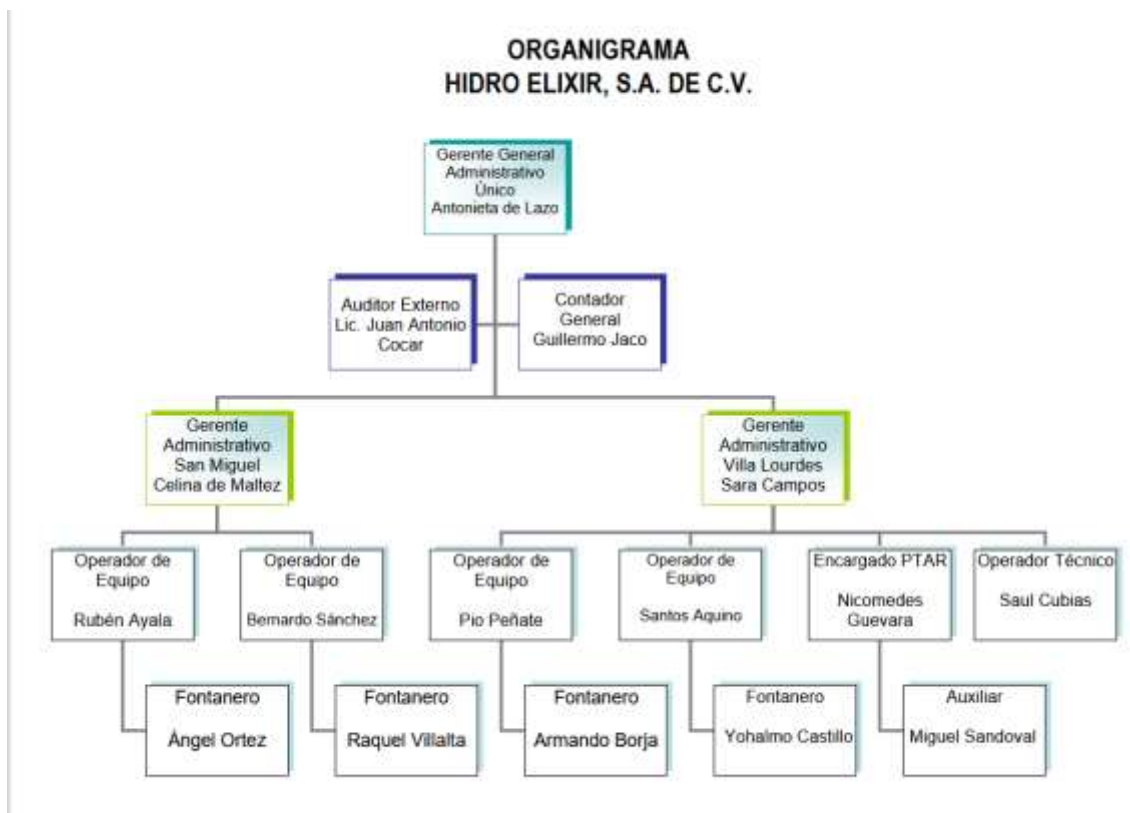 ORGANIGRAMA
HIDRO ELIXIR, S.A. DE C.V.
Gerente General
Administrativo
Único
Antonieta de Lazo
Auditor Externo
Lic. Juan Antonio
Cocar
Contador
General
Guillermo Jaco
Gerente
Administrativo
San Miguel
Celina de Maltez
Gerente
Administrativo
Villa Lourdes
Sara Campos
Operador de
Equipo
Rubén Ayala
Operador de
Equipo
Bernardo Sánchez
Operador de
Equipo
Pio Peñate
Operador de
Equipo
Santos Aquino
Encargado PTAR
Nicomedes
Guevara
Operador Técnico
Saul Cubias
Fontanero
Ángel Ortez
Fontanero
Raquel Villalta
Fontanero
Armando Borja
Fontanero
Yohalmo Castillo
Auxiliar
Miguel Sandoval